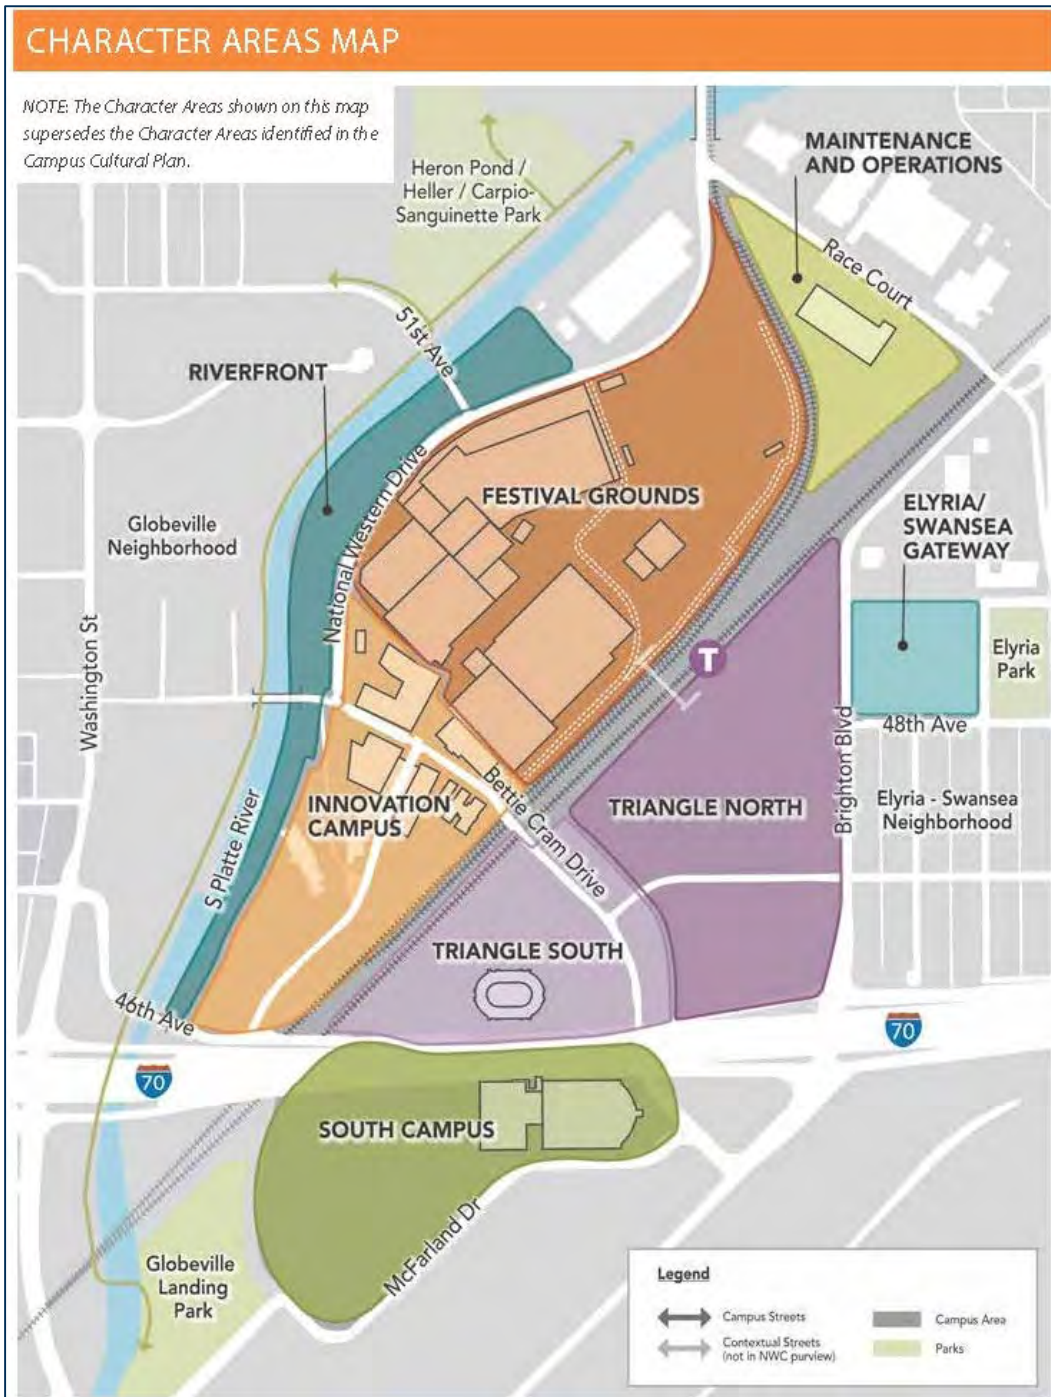 CHARACTER AREAS MAP
NOTE: The Character Areas shown on this map
supersedes the Character Areas identified in the
Campus Cultural Plan.
Heron Pond /
Heller / Carpio-
Sanguinette Park
MAINTENANCE
AND OPERATIONS
Race Court
51st Ave
RIVERFRONT
National Western Drive
FESTIVAL GROUNDS
ELYRIA/
SWANSEA
GATEWAY
Globeville
Neighborhood
Washington St
T
Elyria
Park
48th Ave
Brighton Blvd
Bettie Cram Drive
INNOVATION
CAMPUS
TRIANGLE NORTH
Elyria - Swansea
Neighborhood
S Platte River
TRIANGLE SOUTH
46th Ave
70
70
SOUTH CAMPUS
McFarland Dr
Globeville
Landing
Park
Legend
Campus Streets
Contextual Streets
(not in NWC purview)
Campus Area
Parks